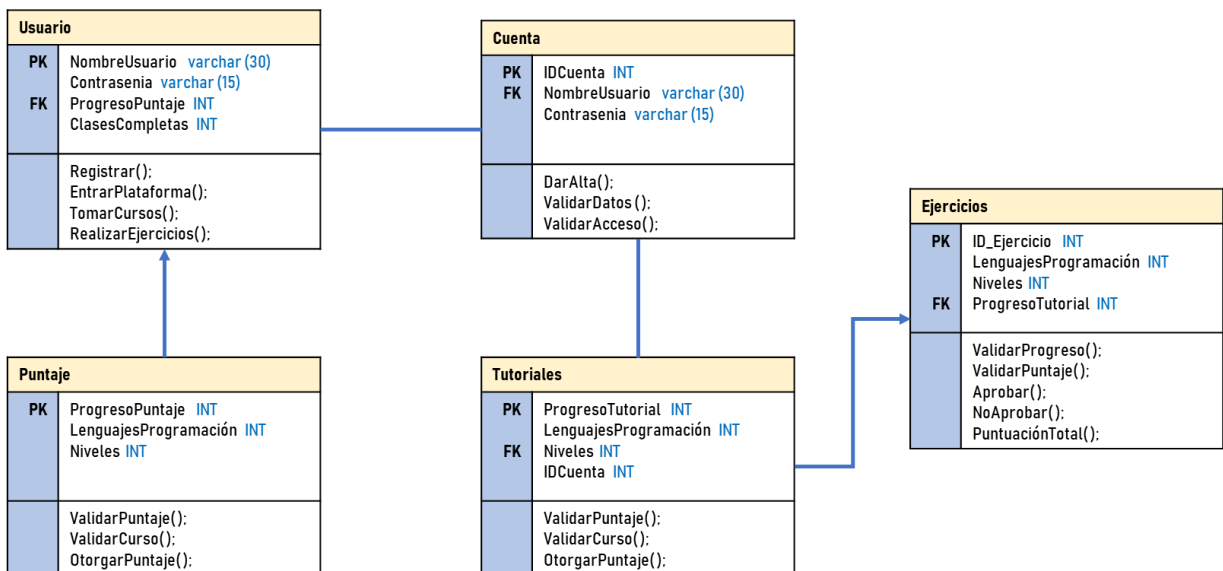 Usuario
PK NombreUsuario varchar (30)
Contrasenia varchar (15)
FK ProgresoPuntaje INT
ClasesCompletas INT
Registrar();
EntrarPlataforma();
TomarCursos();
RealizarEjercicios();
Cuenta
PK IDCuenta INT
FK NombreUsuario varchar (30)
Contrasenia varchar (15)
DarAlta();
ValidarDatos ();
ValidarAcceso();
Ejercicios
PK ID_Ejercicio INT
LenguajesProgramación INT
Niveles INT
FK ProgresoTutorial INT
ValidarProgreso();
ValidarPuntaje();
Aprobar();
NoAprobar();
PuntuaciónTotal();
Puntaje
PK ProgresoPuntaje INT
LenguajesProgramación INT
Niveles INT
ValidarPuntaje();
ValidarCurso();
OtorgarPuntaje();
Tutoriales
PK ProgresoTutorial INT
LenguajesProgramación INT
FK Niveles INT
IDCuenta INT
ValidarPuntaje();
ValidarCurso();
OtorgarPuntaje();